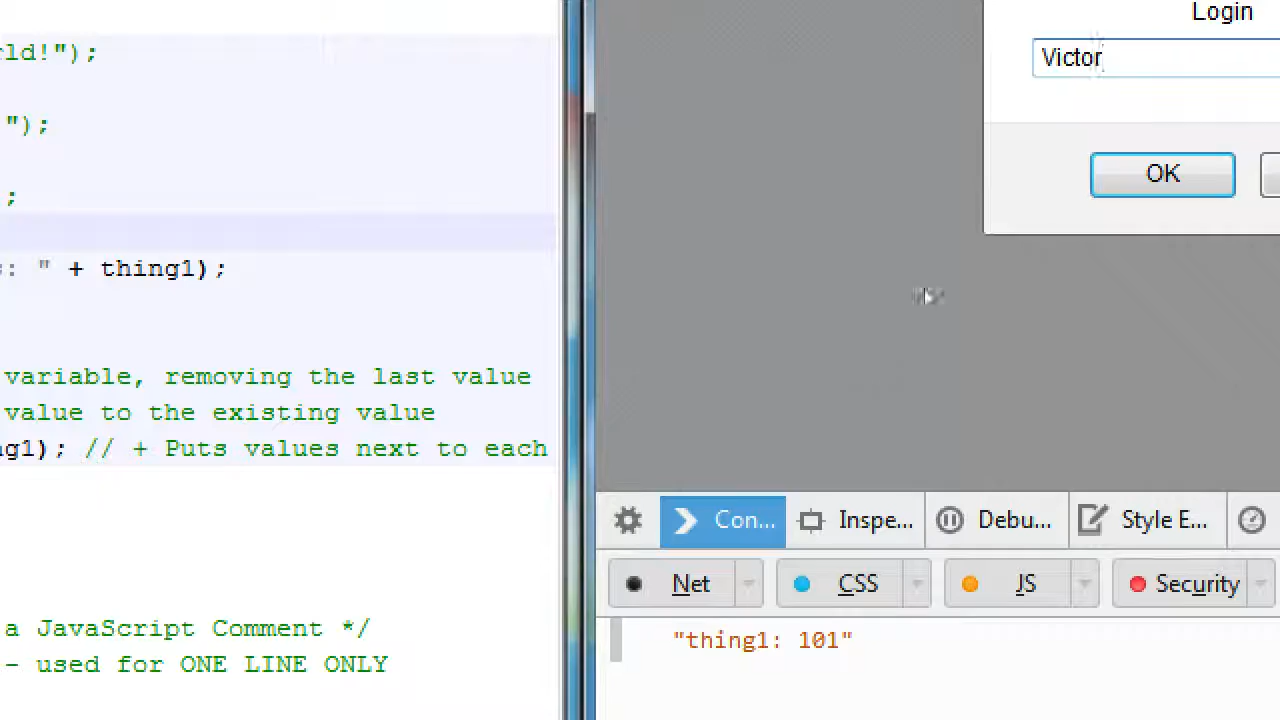 rld!");
");
;
: " + thing1);
variable, removing the last value
value to the existing value
ng1); // + Puts values next to each
a JavaScript Comment */
- used for ONE LINE ONLY
Login
Victor
OK
Con... Inspe... Debu... Style E...
Net CSS JS Security
"thing1: 101"